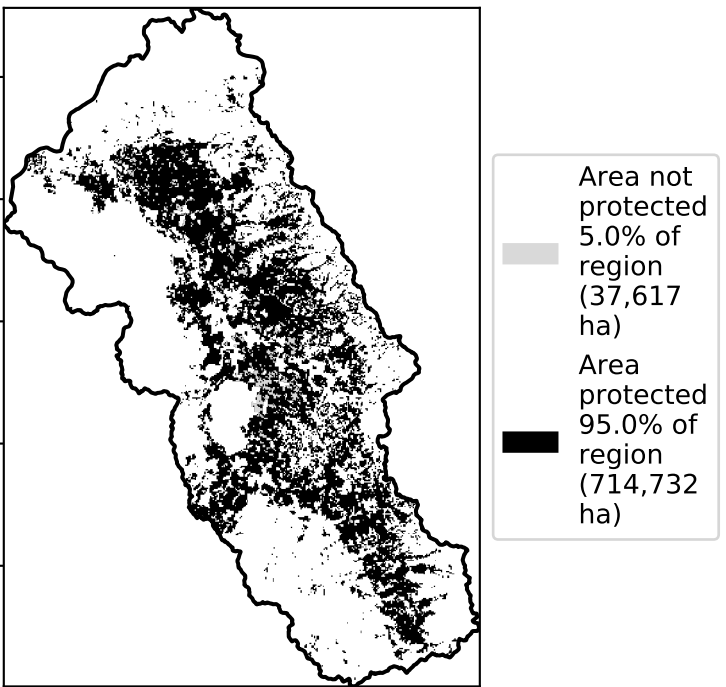 Area not
protected
5.0% of
region
(37,617
ha)
Area
protected
95.0% of
region
(714,732
ha)